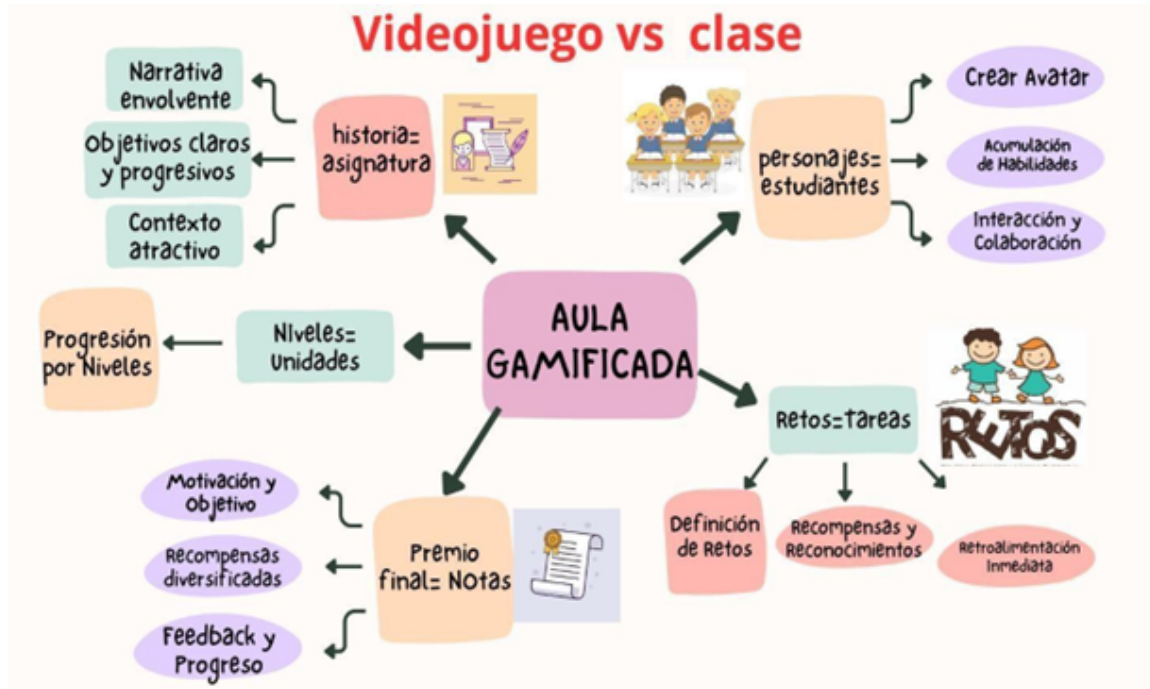 Videojuego vs clase
Narrativa
envolvente
Objetivos claros
y progresivos
Contexto
atractivo
historia=
asignatura
personajes=
estudiantes
Crear Avatar
Acumulación
de Habilidades
Interacción y
Colaboración
AULA
GAMIFICADA
Progresión
por Niveles
Niveles=
Unidades
Retos=Tareas
RETOS
Definición
de Retos
Recompensas y
Reconocimientos
Retroalimentación
Inmediata
Premio
final= NOtas
Motivación y
Objetivo
Recompensas
diversificadas
Feedback y
Progreso